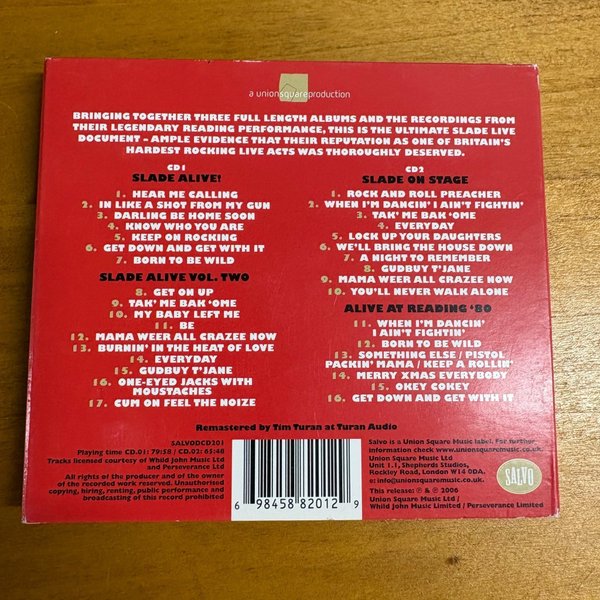 a unionsquareproduction
BRINGING TOGETHER THREE FULL LENGTH ALBUMS AND THE RECORDINGS FROM
THEIR LEGENDARY READING PERFORMANCE, THIS IS THE ULTIMATE SLADE LIVE
DOCUMENT – AMPLE EVIDENCE THAT THEIR REPUTATION AS ONE OF BRITAIN'S
HARDEST ROCKING LIVE ACTS WAS THOROUGHLY DESERVED.
CD1
SLADE ALIVE!
1. HEAR ME CALLING
2. IN LIKE A SHOT FROM MY GUN
3. DARLING BE HOME SOON
4. KNOW WHO YOU ARE
5. KEEP ON ROCKING
6. GET DOWN AND GET WITH IT
7. BORN TO BE WILD
SLADE ALIVE VOL. TWO
8. GET ON UP
9. TAK' ME BAK 'OME
10. MY BABY LEFT ME
11. BE
12. MAMA WEER ALL CRAZEE NOW
13. BURNIN' IN THE HEAT OF LOVE
14. EVERYDAY
15. GUDBUY T'JANE
16. ONE-EYED JACKS WITH
MOUSTACHES
17. CUM ON FEEL THE NOIZE
CD2
SLADE ON STAGE
1. ROCK AND ROLL PREACHER
2. WHEN I'M DANCIN' I AIN'T FIGHTIN'
3. TAK' ME BAK 'OME
4. EVERYDAY
5. LOCK UP YOUR DAUGHTERS
6. WE'LL BRING THE HOUSE DOWN
7. A NIGHT TO REMEMBER
8. GUDBUY T'JANE
9. MAMA WEER ALL CRAZEE NOW
10. YOU'LL NEVER WALK ALONE
ALIVE AT READING '80
11. WHEN I'M DANCIN'
I AIN'T FIGHTIN'
12. BORN TO BE WILD
13. SOMETHING ELSE / PISTOL
PACKIN' MAMA / KEEP A ROLLIN'
14. MERRY XMAS EVERYBODY
15. OKEY COKEY
16. GET DOWN AND GET WITH IT
Remastered by Tim Turan at Turan Audio
SALVODCD201
Playing time CD.01: 79:58 / CD.02: 65:48
Tracks licensed courtesy of Whild John Music Ltd
and Perseverance Ltd
All rights of the producer and of the owner
of the recorded work reserved. Unauthorised
copying, hiring, renting, public performance and
broadcasting of this record prohibited
6 98458 82012 9
Salvo is a Union Square Music label. For further
information check www.unionsquaremusic.co.uk.
Union Square Music Ltd
Unit 1.1, Shepherds Studios,
Rockley Road, London W14 0DA.
e: info@unionsquaremusic.co.uk.
This release: ℗ & © 2006
Union Square Music Ltd /
Whild John Music Limited / Perseverance Limited
SALVO